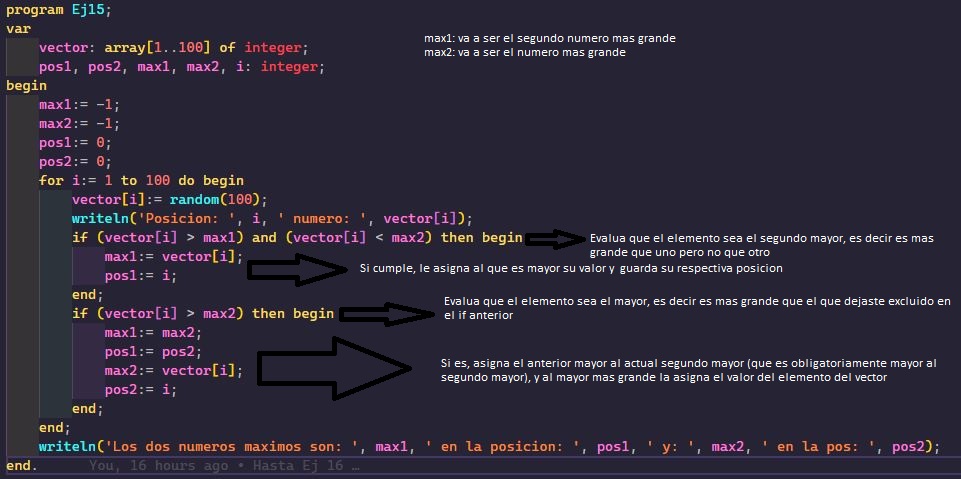 program Ej15;
var
max1: va a ser el segundo numero mas grande
vector: array[1..100] of integer;
max2: va a ser el numero mas grande
pos1, pos2, max1, max2, i: integer;
begin
max1:= -1;
max2:= -1;
pos1:= 0;
pos2:= 0;
for i:= 1 to 100 do begin
vector[i]:= random(100);
writeln('Posicion: ', i, ' numero: ', vector[i]);
if (vector[i] > max1) and (vector[i] < max2) then begin
Evalua que el elemento sea el segundo mayor, es decir es mas
grande que uno pero no que otro
max1:= vector[i];
Si cumple, le asigna al que es mayor su valor y guarda su respectiva posicion
pos1:= i;
end;
Evalua que el elemento sea el mayor, es decir es mas grande que el que dejaste excluido en
el if anterior
if (vector[i] > max2) then begin
max1:= max2;
pos1:= pos2;
Si es, asigna el anterior mayor al actual segundo mayor (que es obligatoriamente mayor al
segundo mayor), y al mayor mas grande la asigna el valor del elemento del vector
max2:= vector[i];
pos2:= i;
end;
end;
writeln('Los dos numeros maximos son: ', max1, ' en la posicion: ', pos1, ' y: ', max2, ' en la pos: ', pos2);
end. You, 16 hours ago • Hasta Ej 16 …